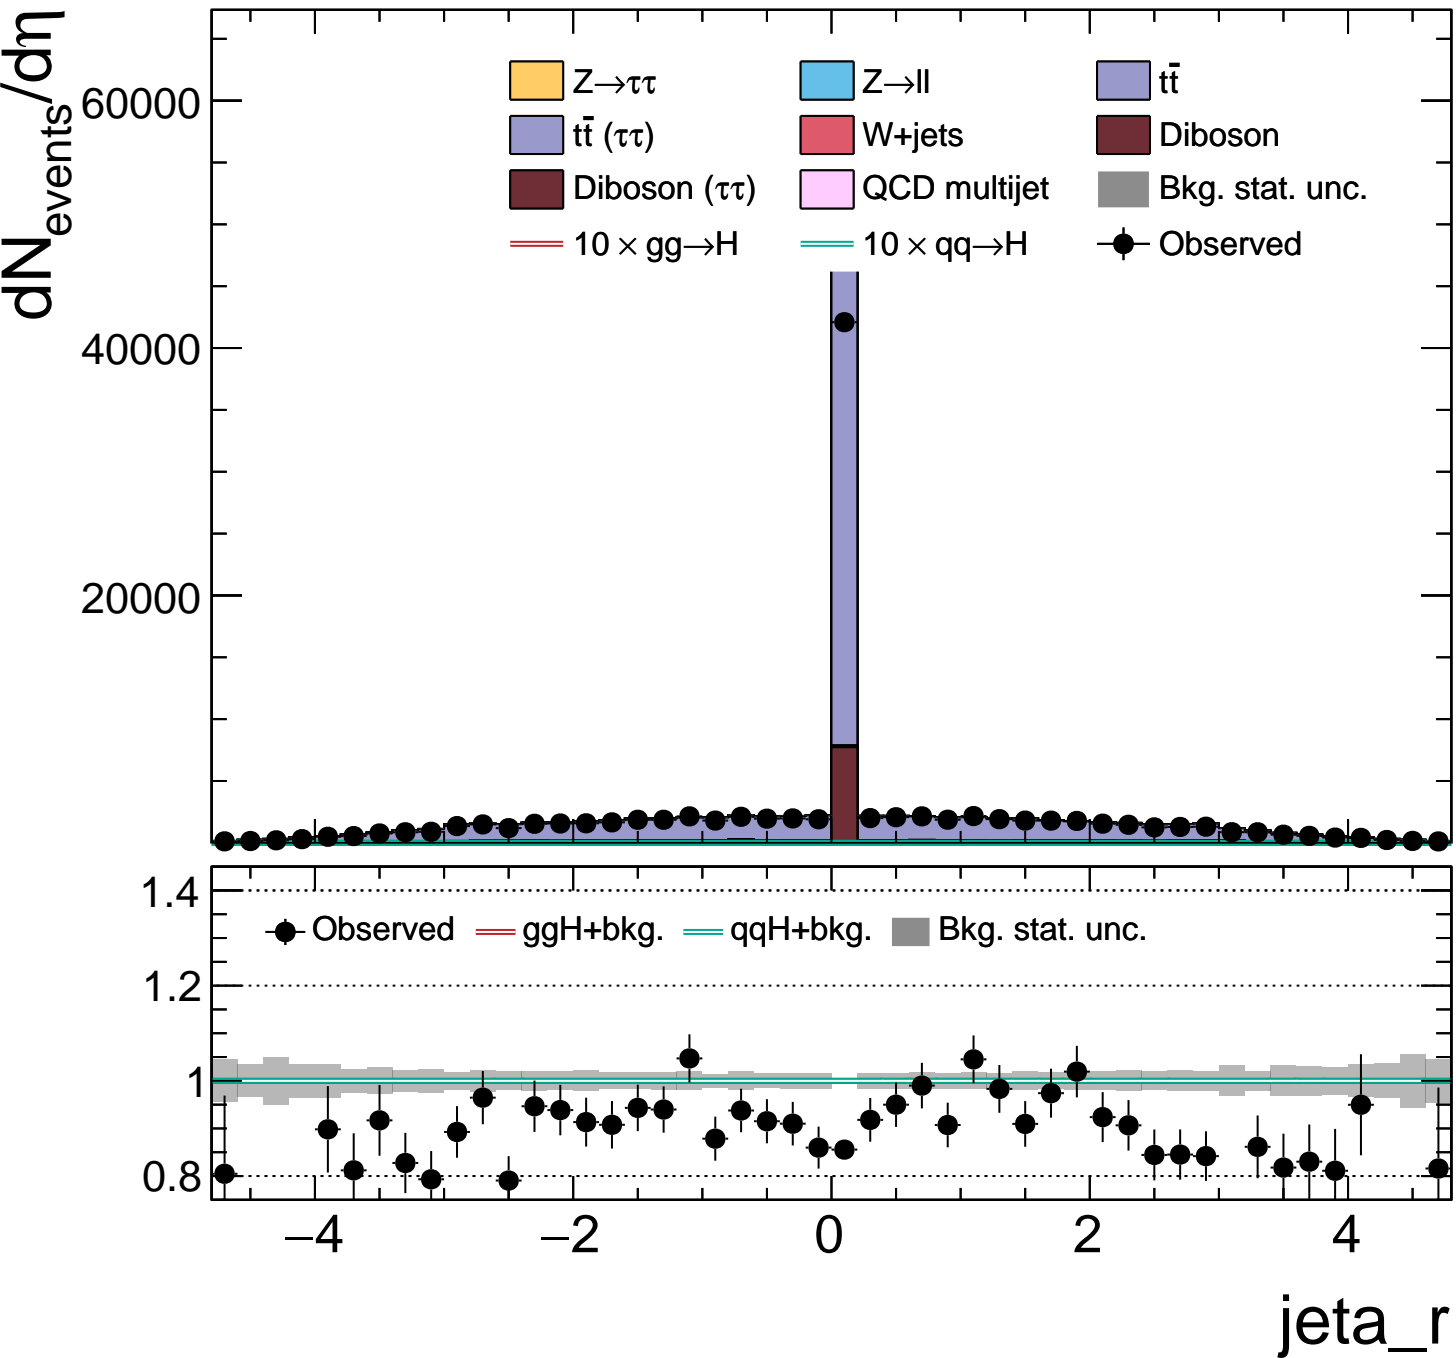 dN_events/dη
60000
40000
20000
Z→ττ
Z→ll
tt̄
tt̄ (ττ)
W+jets
Diboson
Diboson (ττ)
QCD multijet
Bkg. stat. unc.
10 × gg→H
10 × qq→H
Observed
1.4
1.2
1
0.8
Observed
ggH+bkg.
qqH+bkg.
Bkg. stat. unc.
−4
−2
0
2
4
jeta_r